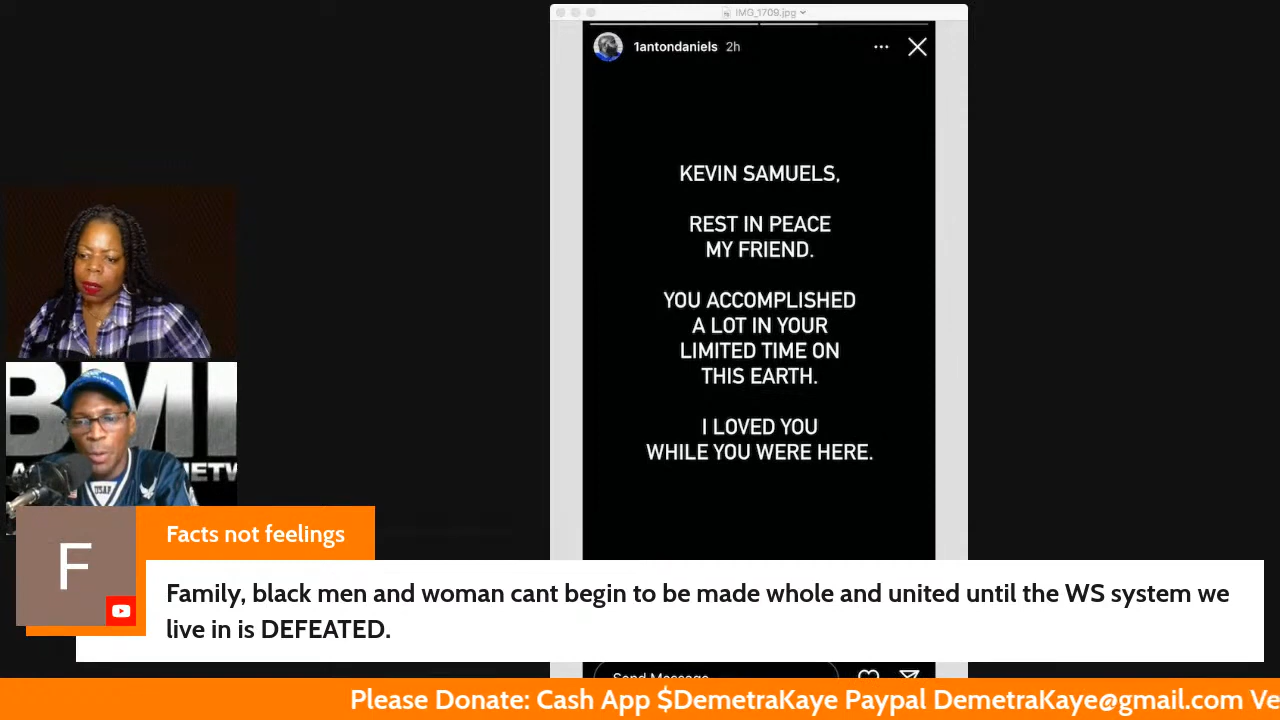 IMG_1709.jpg
1antondaniels 2h
KEVIN SAMUELS,
REST IN PEACE
MY FRIEND.
YOU ACCOMPLISHED
A LOT IN YOUR
LIMITED TIME ON
THIS EARTH.
I LOVED YOU
WHILE YOU WERE HERE.
USAF
F
Facts not feelings
Family, black men and woman cant begin to be made whole and united until the WS system we
live in is DEFEATED.
Send Message
Please Donate: Cash App $DemetraKaye Paypal DemetraKaye@gmail.com Ve